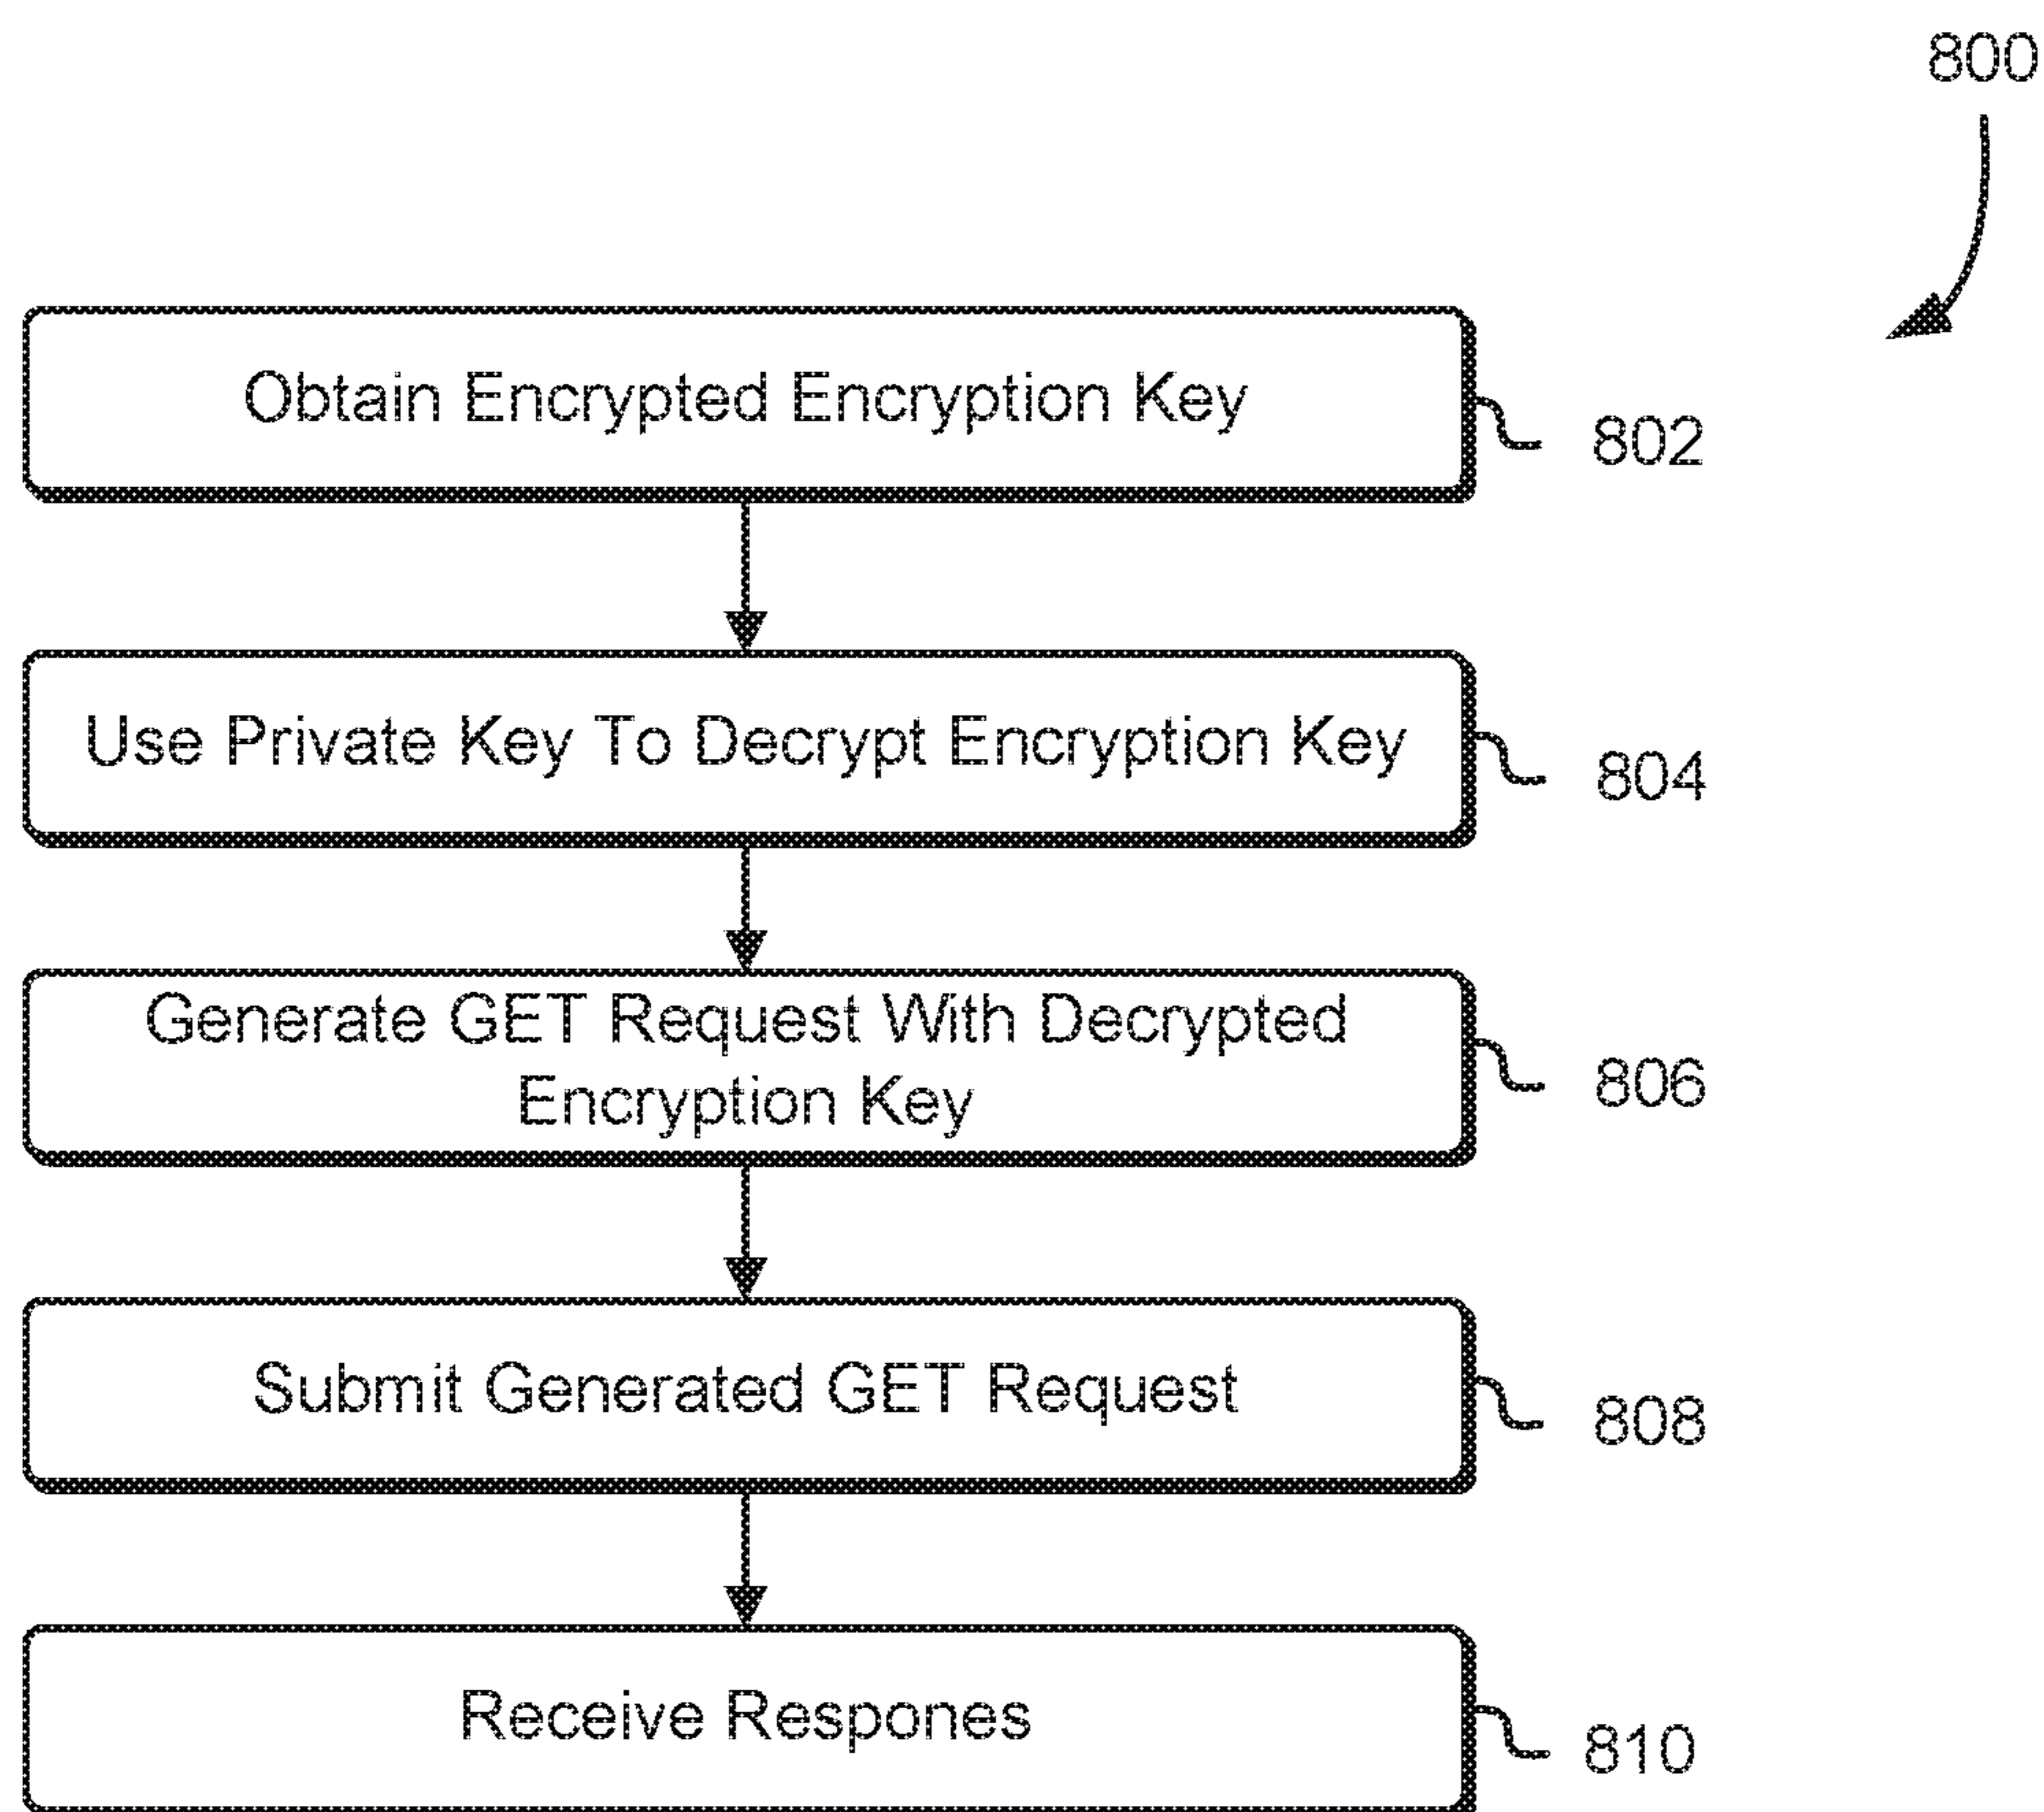 800
Obtain Encrypted Encryption Key
802
Use Private Key To Decrypt Encryption Key
804
Generate GET Request With Decrypted
Encryption Key
806
Submit Generated GET Request
808
Receive Respones
810